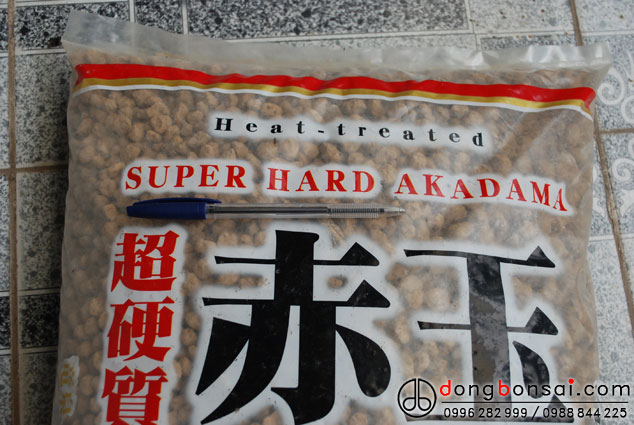 Heat-treated
SUPER HARD AKADAMA
超硬質
赤玉
dongbonsai.com
0996 282 999 / 0988 844 225